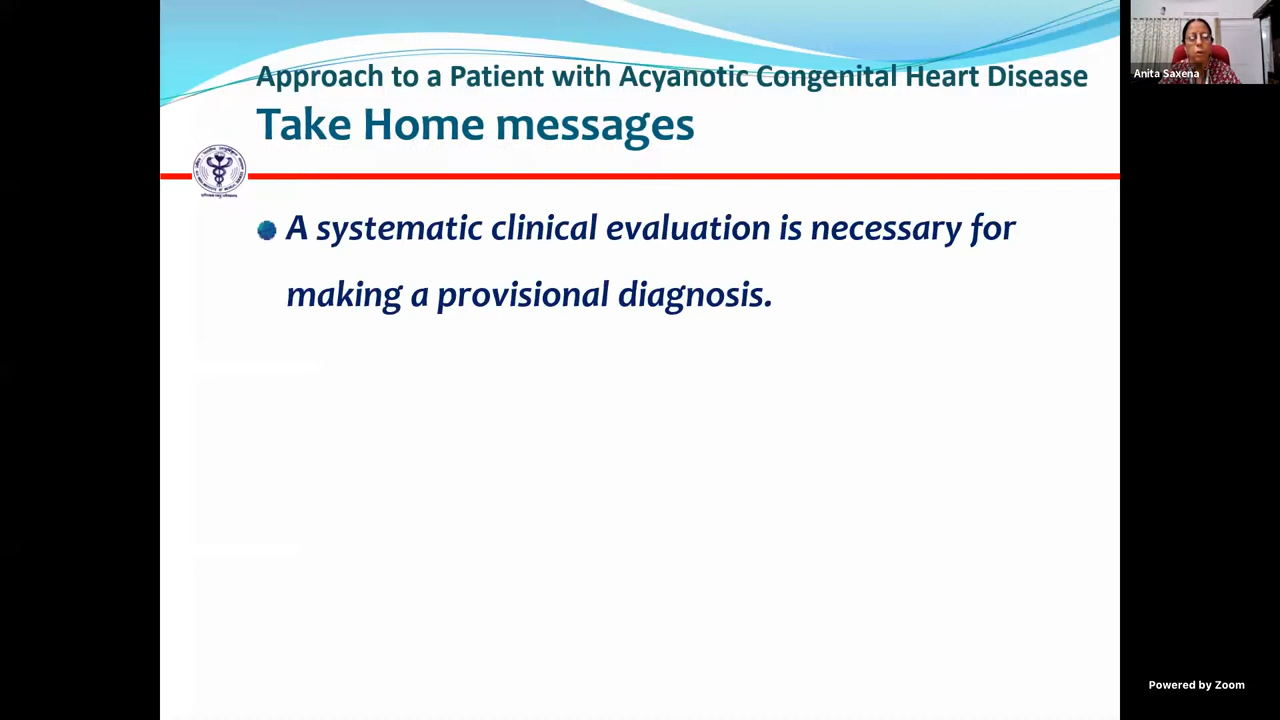 Approach to a Patient with Acyanotic Congenital Heart Disease
Take Home messages
A systematic clinical evaluation is necessary for
making a provisional diagnosis.
Anita Saxena
Powered by Zoom